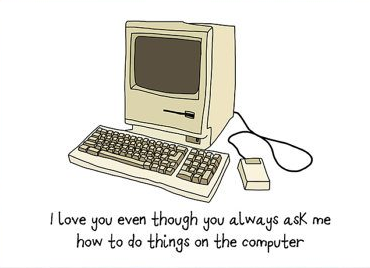 I love you even though you always ask me
how to do things on the computer